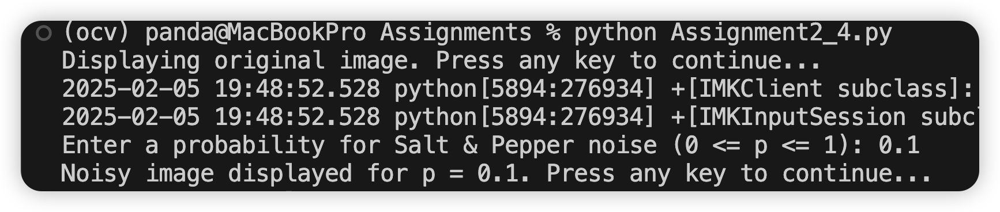 (ocv) panda@MacBookPro Assignments % python Assignment2_4.py
Displaying original image. Press any key to continue...
2025-02-05 19:48:52.528 python[5894:276934] +[IMKClient subclass]:
2025-02-05 19:48:52.528 python[5894:276934] +[IMKInputSession
Enter a probability for Salt & Pepper noise (0 <= p <= 1): 0.1
Noisy image displayed for p = 0.1. Press any key to continue...